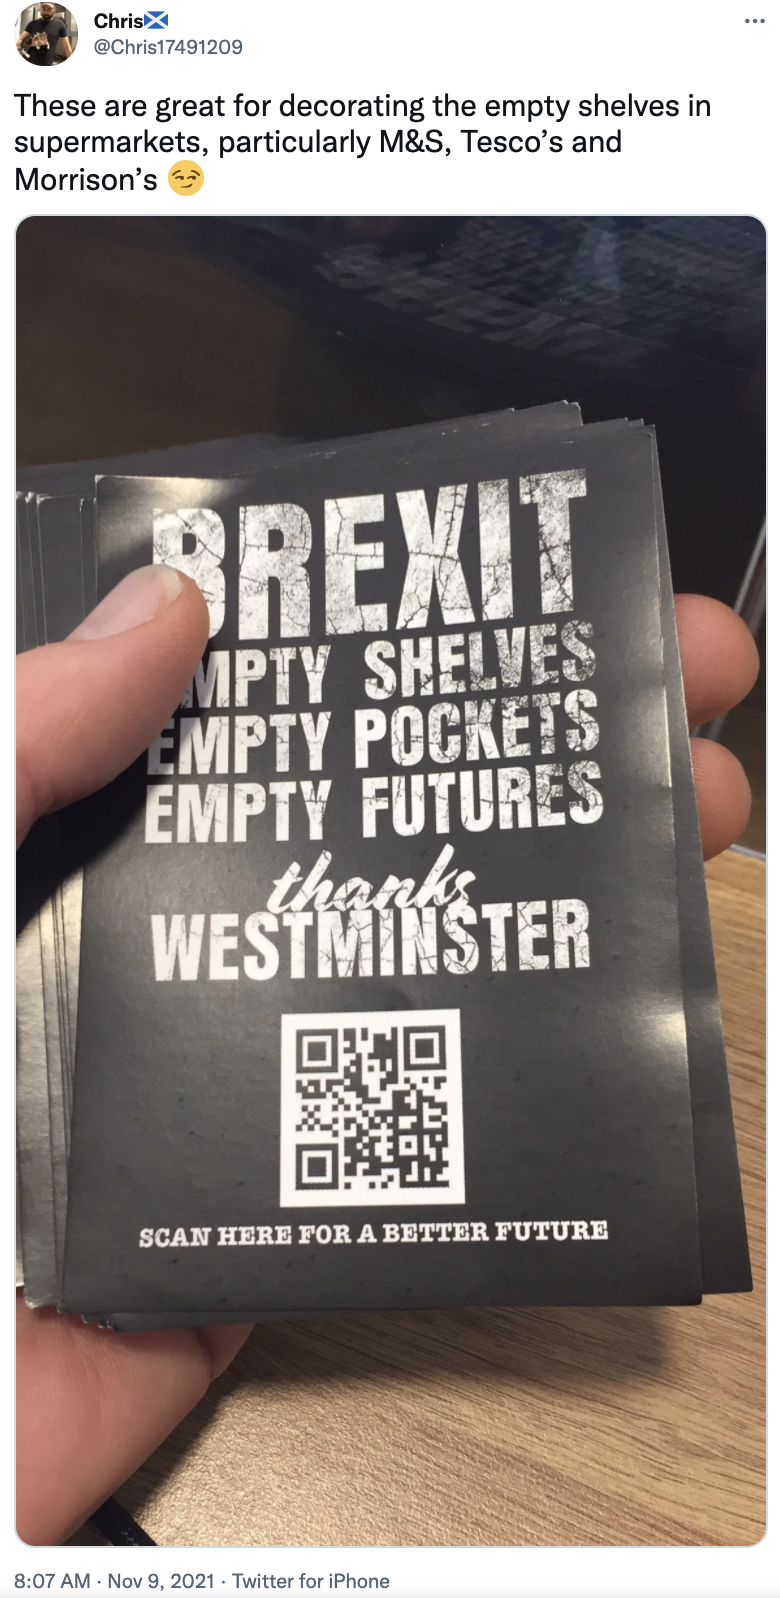 Chris
@Chris17491209
These are great for decorating the empty shelves in
supermarkets, particularly M&S, Tesco's and
Morrison's
BREXIT
MPTY SHELVES
EMPTY POCKETS
EMPTY FUTURES
thanks
WESTMINSTER
SCAN HERE FOR A BETTER FUTURE
8:07 AM · Nov 9, 2021 · Twitter for iPhone